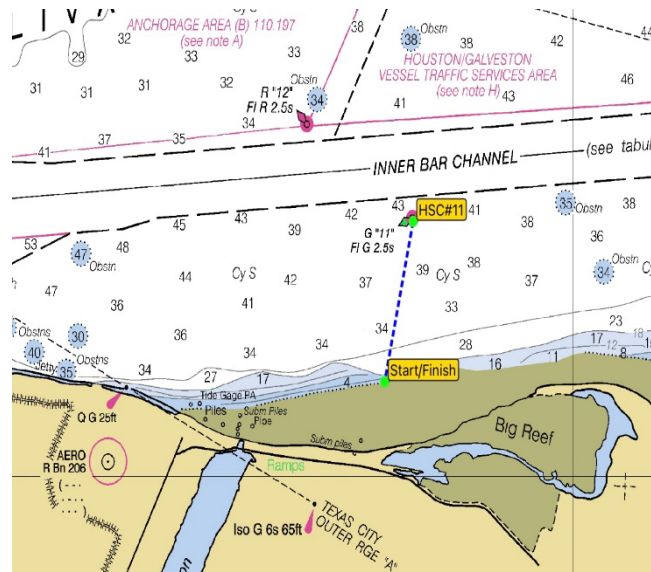 L I V A
ANCHORAGE AREA (B) 110.197
(see note A)
Cy S
HOUSTON/GALVESTON
VESSEL TRAFFIC SERVICES AREA
(see note H)
32 33 38 Obstn 38 42 44
29 33 32 Obstn 34 43 46
31 31 31 32 41
R "12"
Fl R 2.5s
34
41 37 35
INNER BAR CHANNEL (see tabul
HSC#11
G "11"
Fl G 2.5s
53 48 45 43 39 42 43 41 38 35 Obstn 38
36
47 Obstn 44 42 39 Cy S 38 37 34 Obstn Cy
47 36 41 37 33
Obstns 30 36 34 34 34 28 23
40 35 Obstns 34 27 17 4 16 11 17 18 12 8
Jetty
Start/Finish
Tide Gage PA
Piles
Subm Piles
Pipe
Q G 25ft
Subm piles
Big Reef
AERO
R Bn 206
Ramps
TEXAS CITY
OUTER RGE "A"
Iso G 6s 65ft